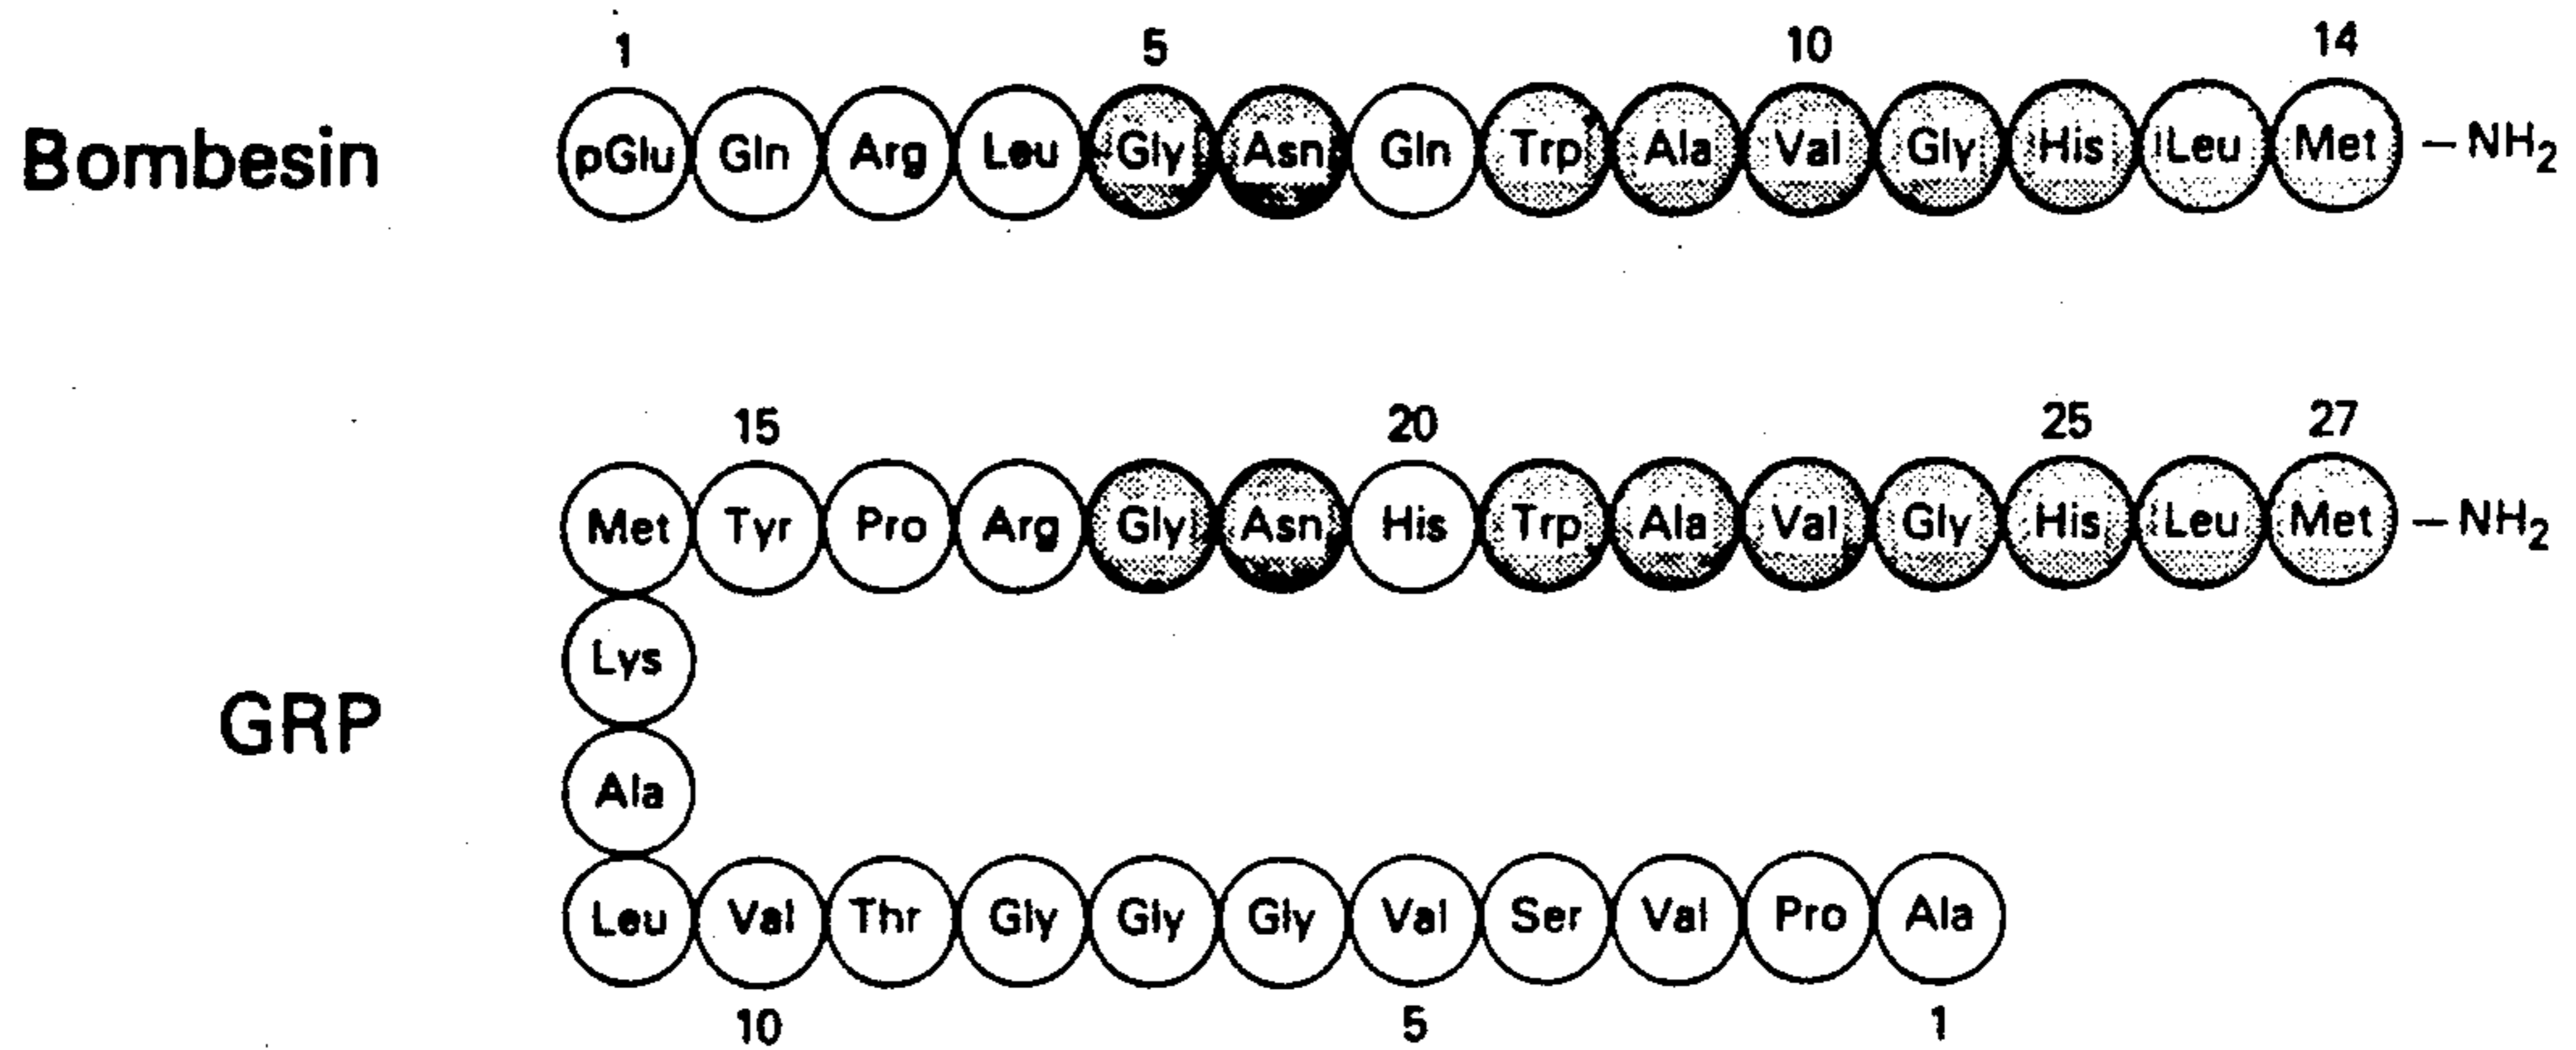 1 5 10 14
Bombesin pGlu Gln Arg Leu Gly Asn Gln Trp Ala Val Gly His Leu Met –NH2
15 20 25 27
Met Tyr Pro Arg Gly Asn His Trp Ala Val Gly His Leu Met –NH2
Lys
GRP
Ala
Leu Val Thr Gly Gly Gly Val Ser Val Pro Ala
10 5 1